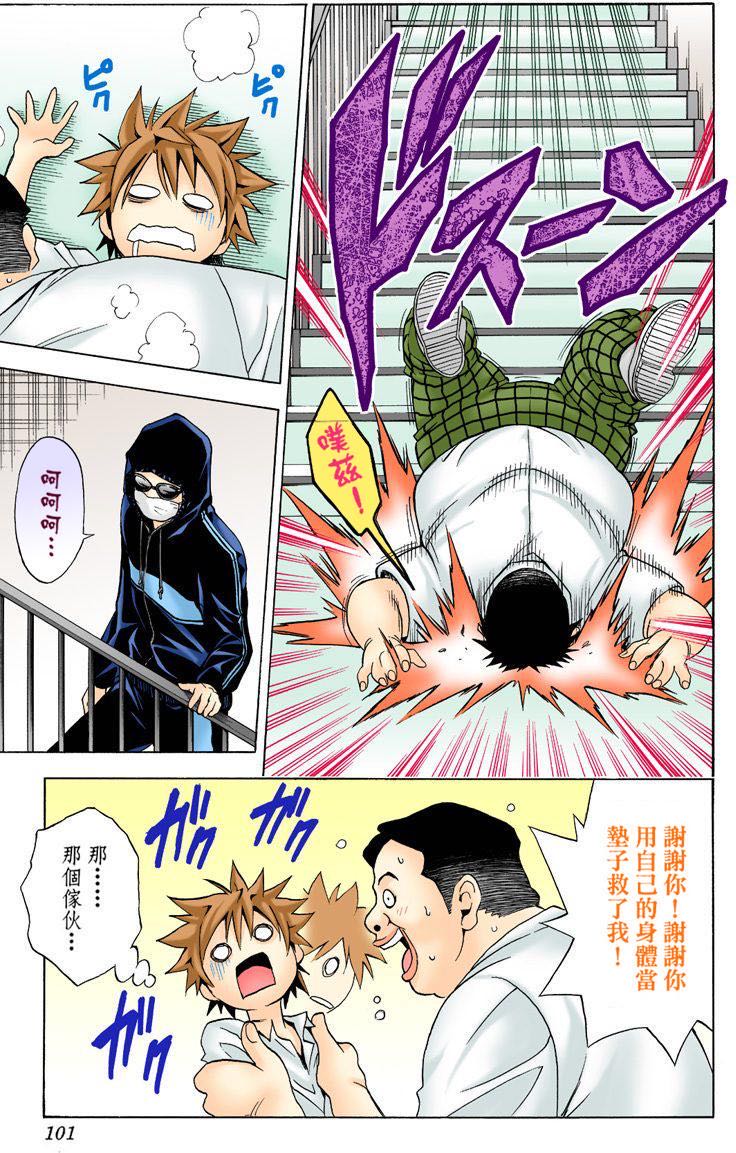 ドスーン
噗茲！
ピク
ピク
呵呵呵…
謝謝你！謝謝你
用自己的身體當
墊子救了我！
ガク
ガク
那……
那個傢伙…
ガク
ガク
101